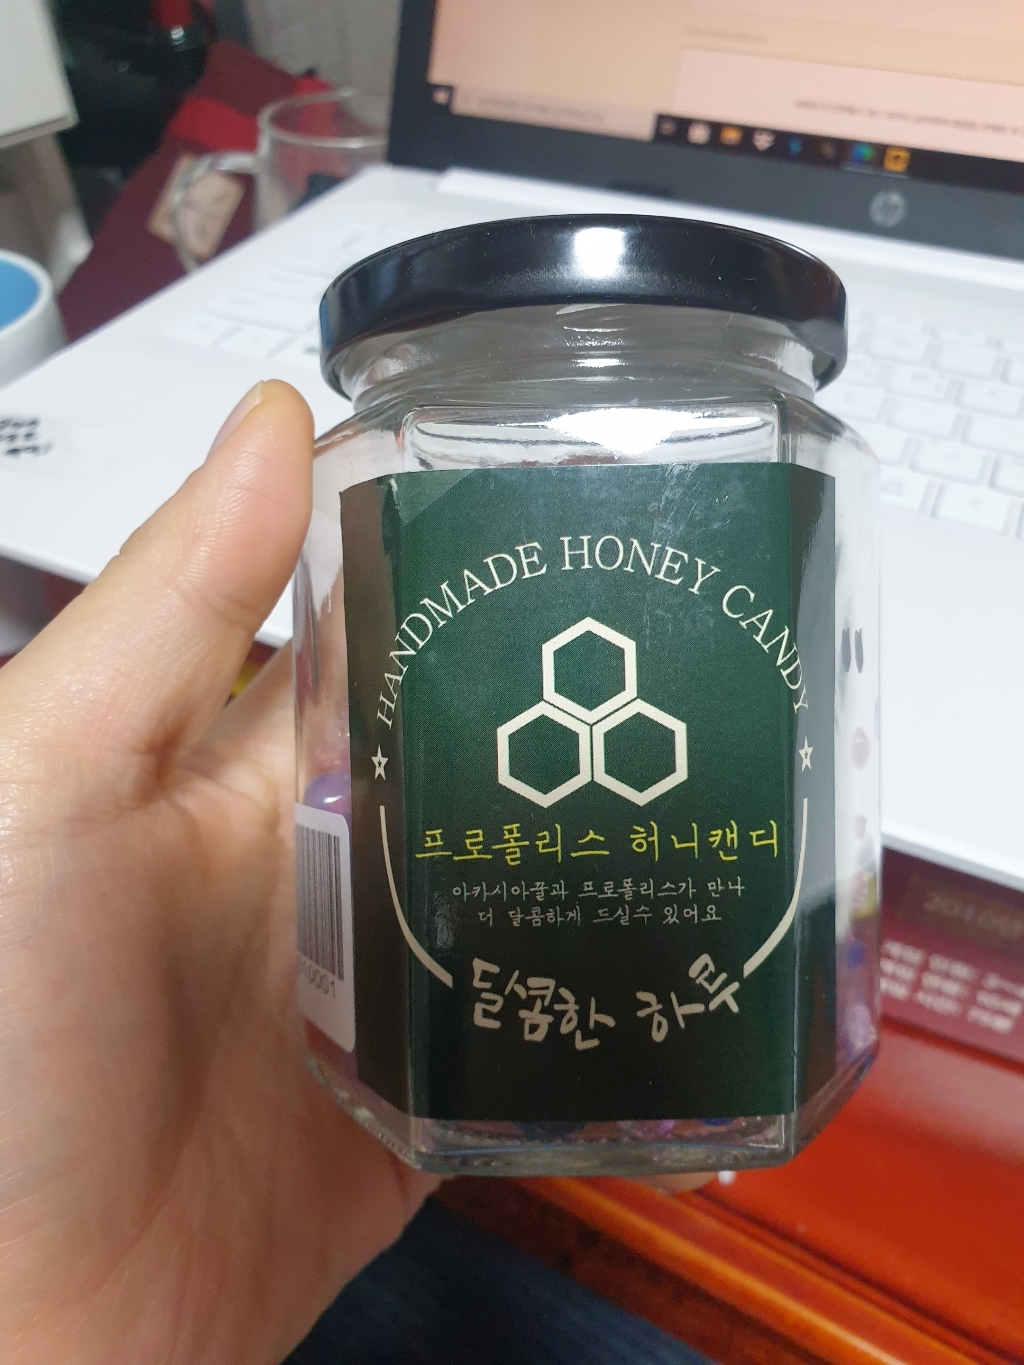 HANDMADE HONEY CANDY
프로폴리스 허니캔디
아카시아꿀과 프로폴리스가 만나
더 달콤하게 드실수 있어요
달콤한 하루
0001
hp